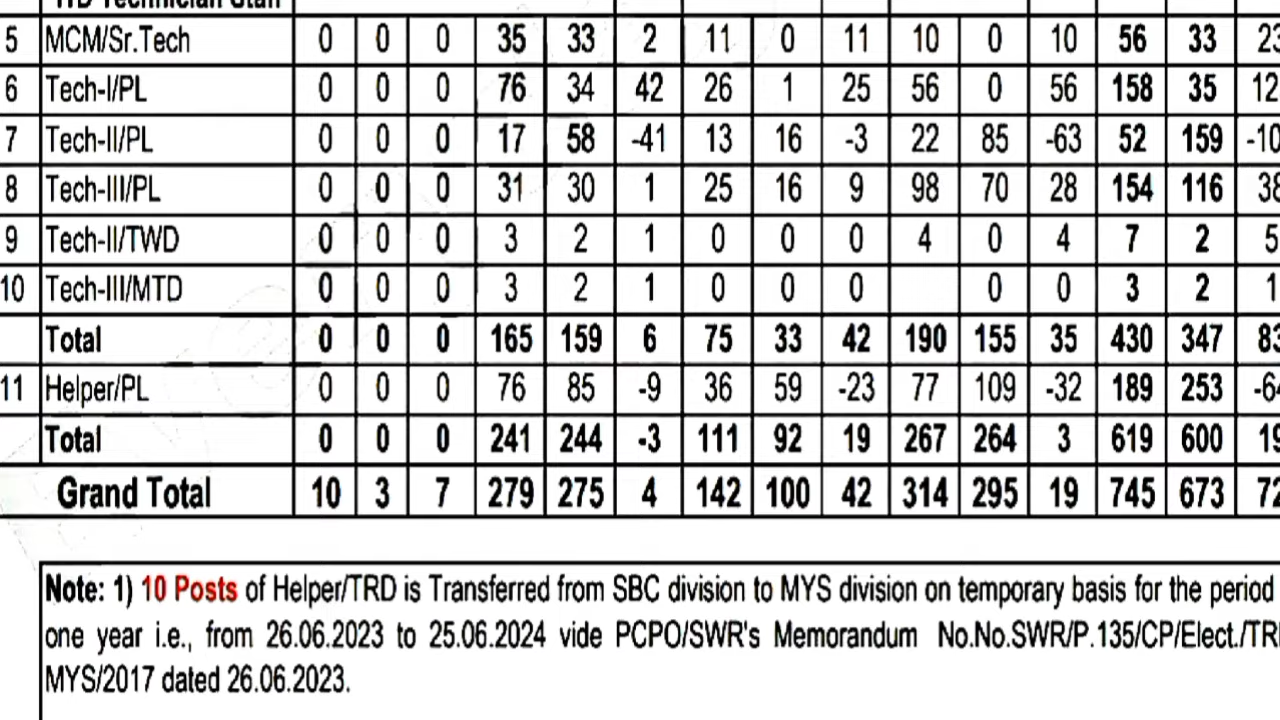 TRD Technician Staff
5 MCM/Sr.Tech 0 0 0 35 33 2 11 0 11 10 0 10 56 33 23
6 Tech-I/PL 0 0 0 76 34 42 26 1 25 56 0 56 158 35 12
7 Tech-II/PL 0 0 0 17 58 -41 13 16 -3 22 85 -63 52 159 -10
8 Tech-III/PL 0 0 0 31 30 1 25 16 9 98 70 28 154 116 38
9 Tech-II/TWD 0 0 0 3 2 1 0 0 0 4 0 4 7 2 5
10 Tech-III/MTD 0 0 0 3 2 1 0 0 0 0 0 3 2 1
Total 0 0 0 165 159 6 75 33 42 190 155 35 430 347 83
11 Helper/PL 0 0 0 76 85 -9 36 59 -23 77 109 -32 189 253 -64
Total 0 0 0 241 244 -3 111 92 19 267 264 3 619 600 19
Grand Total 10 3 7 279 275 4 142 100 42 314 295 19 745 673 72
Note: 1) 10 Posts of Helper/TRD is Transferred from SBC division to MYS division on temporary basis for the period
one year i.e., from 26.06.2023 to 25.06.2024 vide PCPO/SWR's Memorandum No.No.SWR/P.135/CP/Elect./TR
MYS/2017 dated 26.06.2023.